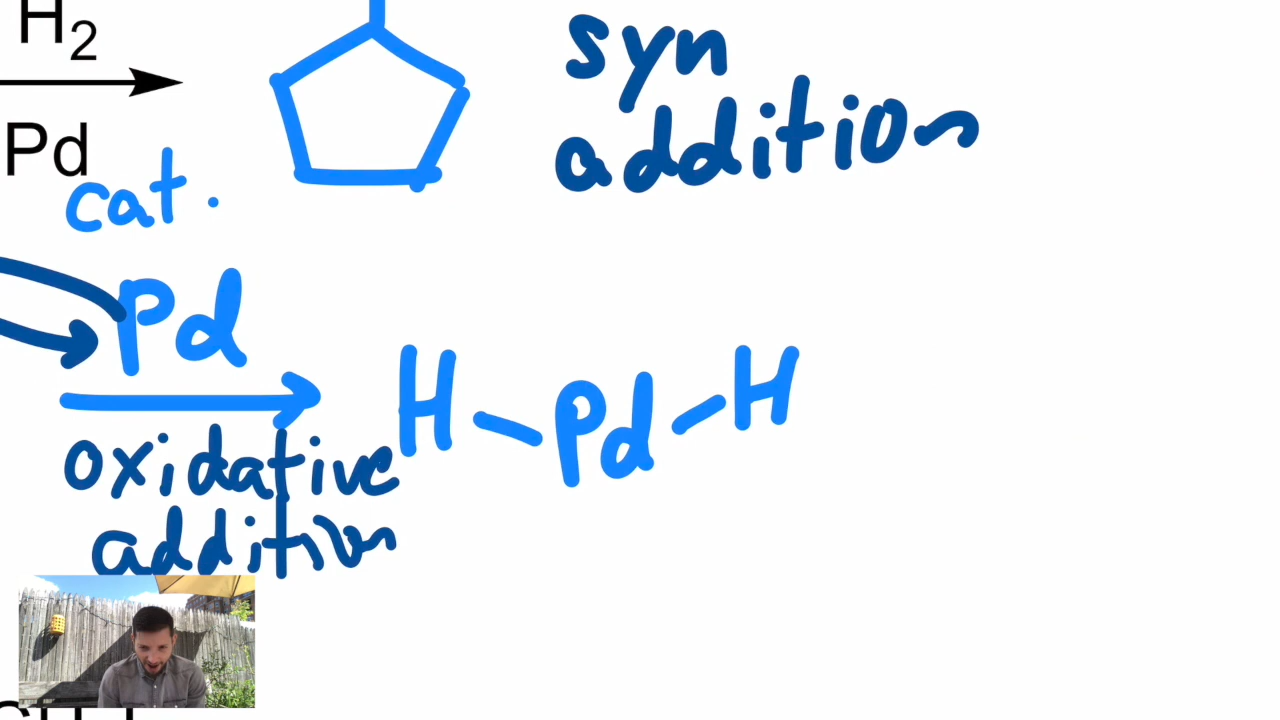 H2
syn
addition
Pd
cat.
Pd
H-Pd-H
oxidative
addition